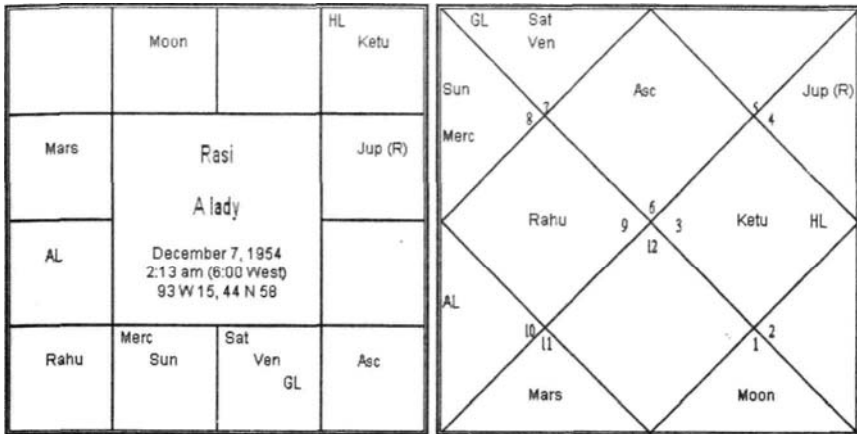 HL
Moon
Ketu
Mars
Rasi
Jup (R)
A lady
AL
December 7, 1954
2:13 am (6:00 West)
93 W 15, 44 N 58
Merc
Sat
Rahu
Sun
Ven
Asc
GL
GL
Sat
Ven
Sun
Asc
Jup (R)
7
5
8
4
Merc
6
Rahu
9
3
Ketu
HL
12
AL
10
2
11
1
Mars
Moon